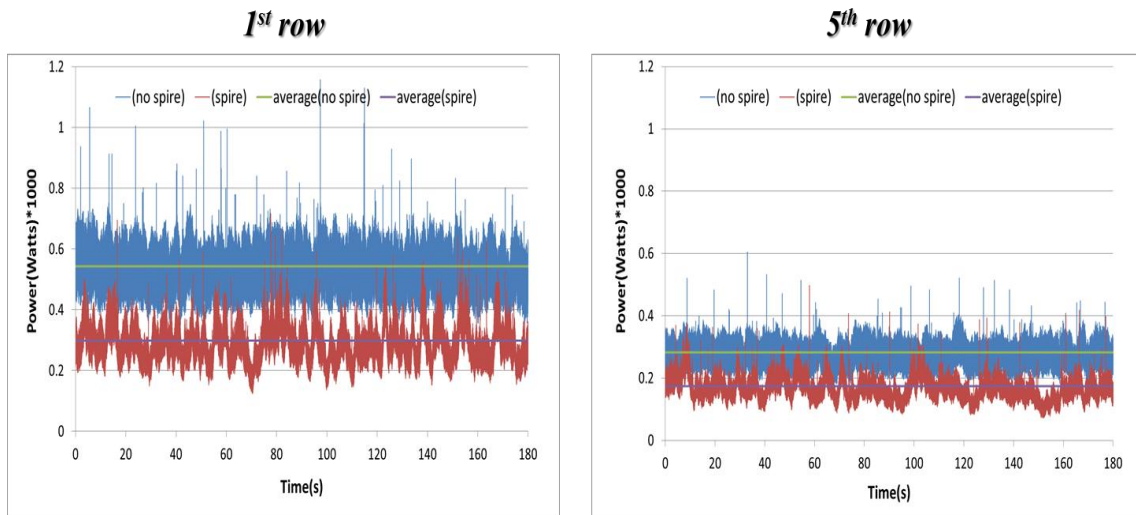 1st row
1.2
(no spire) (spire) average(no spire) average(spire)
1
0.8
0.6
0.4
0.2
0
Power(Watts)*1000
0 20 40 60 80 100 120 140 160 180
Time(s)
5th row
1.2
(no spire) (spire) average(no spire) average(spire)
1
0.8
0.6
0.4
0.2
0
Power(Watts)*1000
0 20 40 60 80 100 120 140 160 180
Time(s)